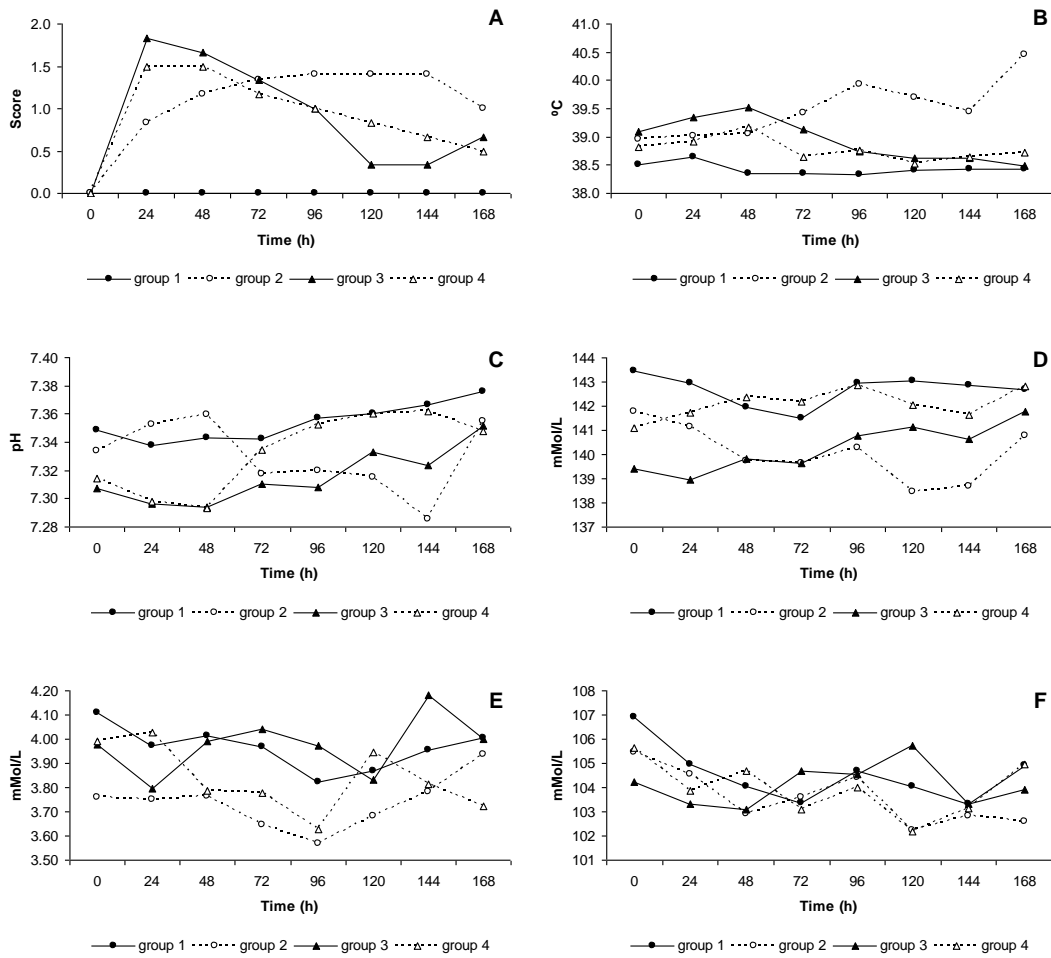 A
2.0
1.5
1.0
0.5
0.0
Score
0 24 48 72 96 120 144 168
Time (h)
group 1 group 2 group 3 group 4
B
41.0
40.5
40.0
39.5
39.0
38.5
38.0
ºC
0 24 48 72 96 120 144 168
Time (h)
group 1 group 2 group 3 group 4
C
7.40
7.38
7.36
7.34
7.32
7.30
7.28
pH
0 24 48 72 96 120 144 168
Time (h)
group 1 group 2 group 3 group 4
D
144
143
142
141
140
139
138
137
mMol/L
0 24 48 72 96 120 144 168
Time (h)
group 1 group 2 group 3 group 4
E
4.20
4.10
4.00
3.90
3.80
3.70
3.60
3.50
mMol/L
0 24 48 72 96 120 144 168
Time (h)
group 1 group 2 group 3 group 4
F
108
107
106
105
104
103
102
101
mMol/L
0 24 48 72 96 120 144 168
Time (h)
group 1 group 2 group 3 group 4